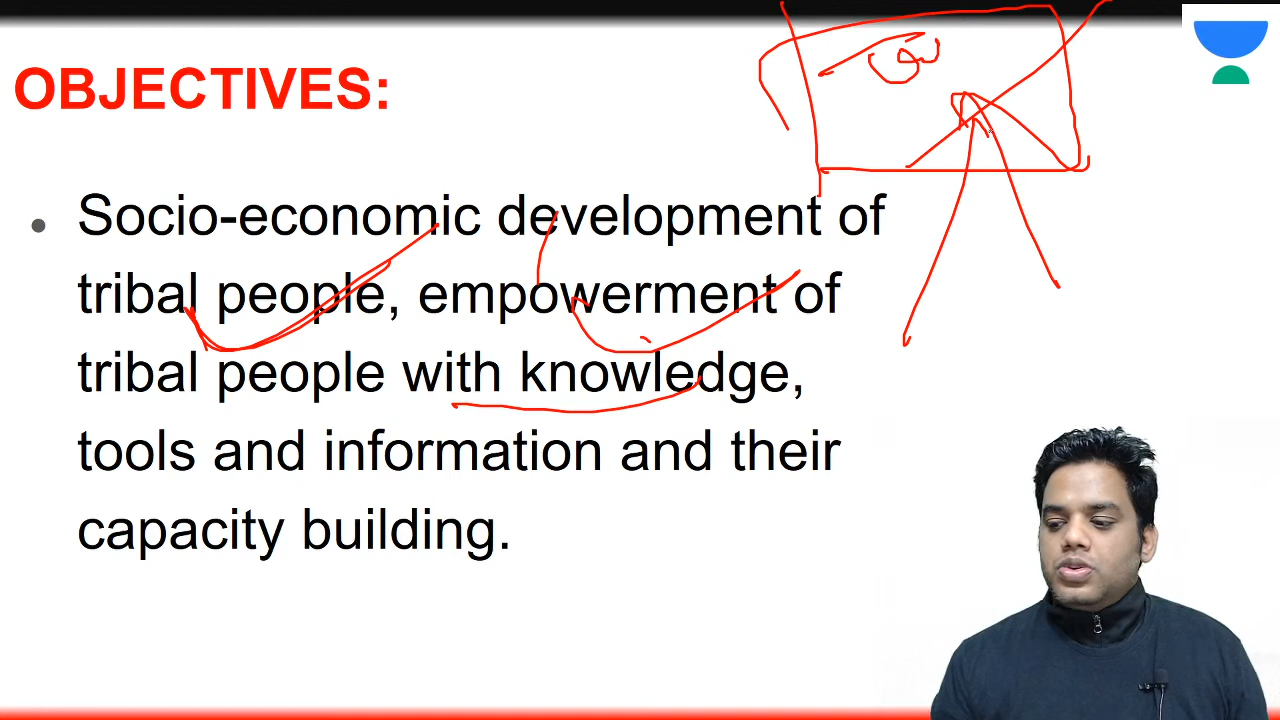 OBJECTIVES:
• Socio-economic development of
tribal people, empowerment of
tribal people with knowledge,
tools and information and their
capacity building.